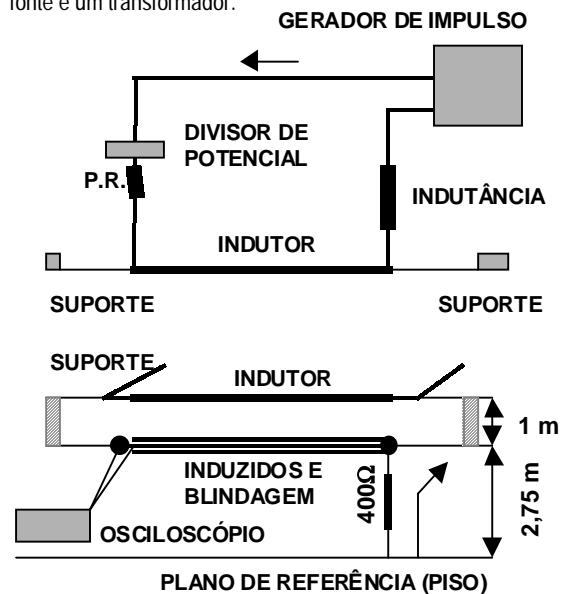 fonte é um transformador.
GERADOR DE IMPULSO
DIVISOR DE
POTENCIAL
P.R.
INDUTÂNCIA
INDUTOR
SUPORTE
SUPORTE
SUPORTE
INDUTOR
1 m
INDUZIDOS E
BLINDAGEM
400Ω
2,75 m
OSCILOSCÓPIO
PLANO DE REFERÊNCIA (PISO)